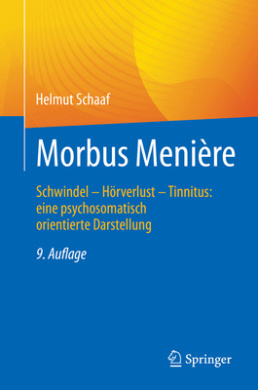 Helmut Schaaf
Morbus Menière
Schwindel – Hörverlust – Tinnitus:
eine psychosomatisch
orientierte Darstellung
9. Auflage
Springer